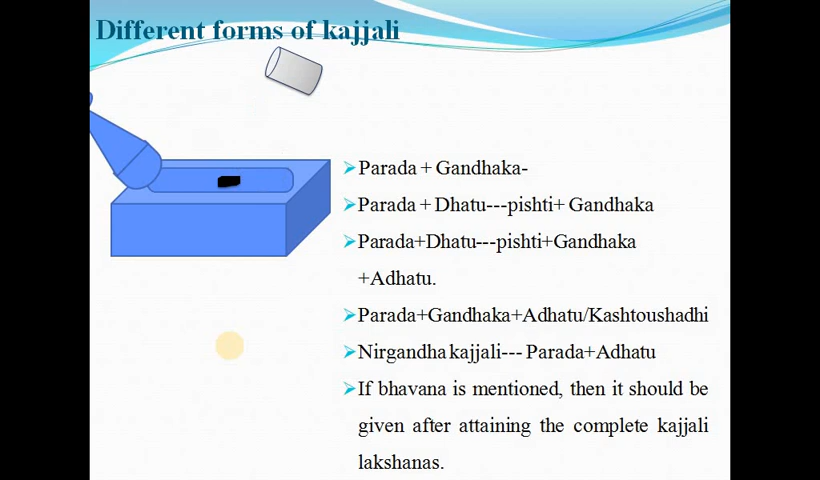 Different forms of kajjali
Parada + Gandhaka-
Parada + Dhatu---pishti+ Gandhaka
Parada+Dhatu---pishti+Gandhaka
+Adhatu.
Parada+Gandhaka+Adhatu/Kashtoushadhi
Nirgandha kajjali--- Parada+Adhatu
If bhavana is mentioned, then it should be
given after attaining the complete kajjali
lakshanas.